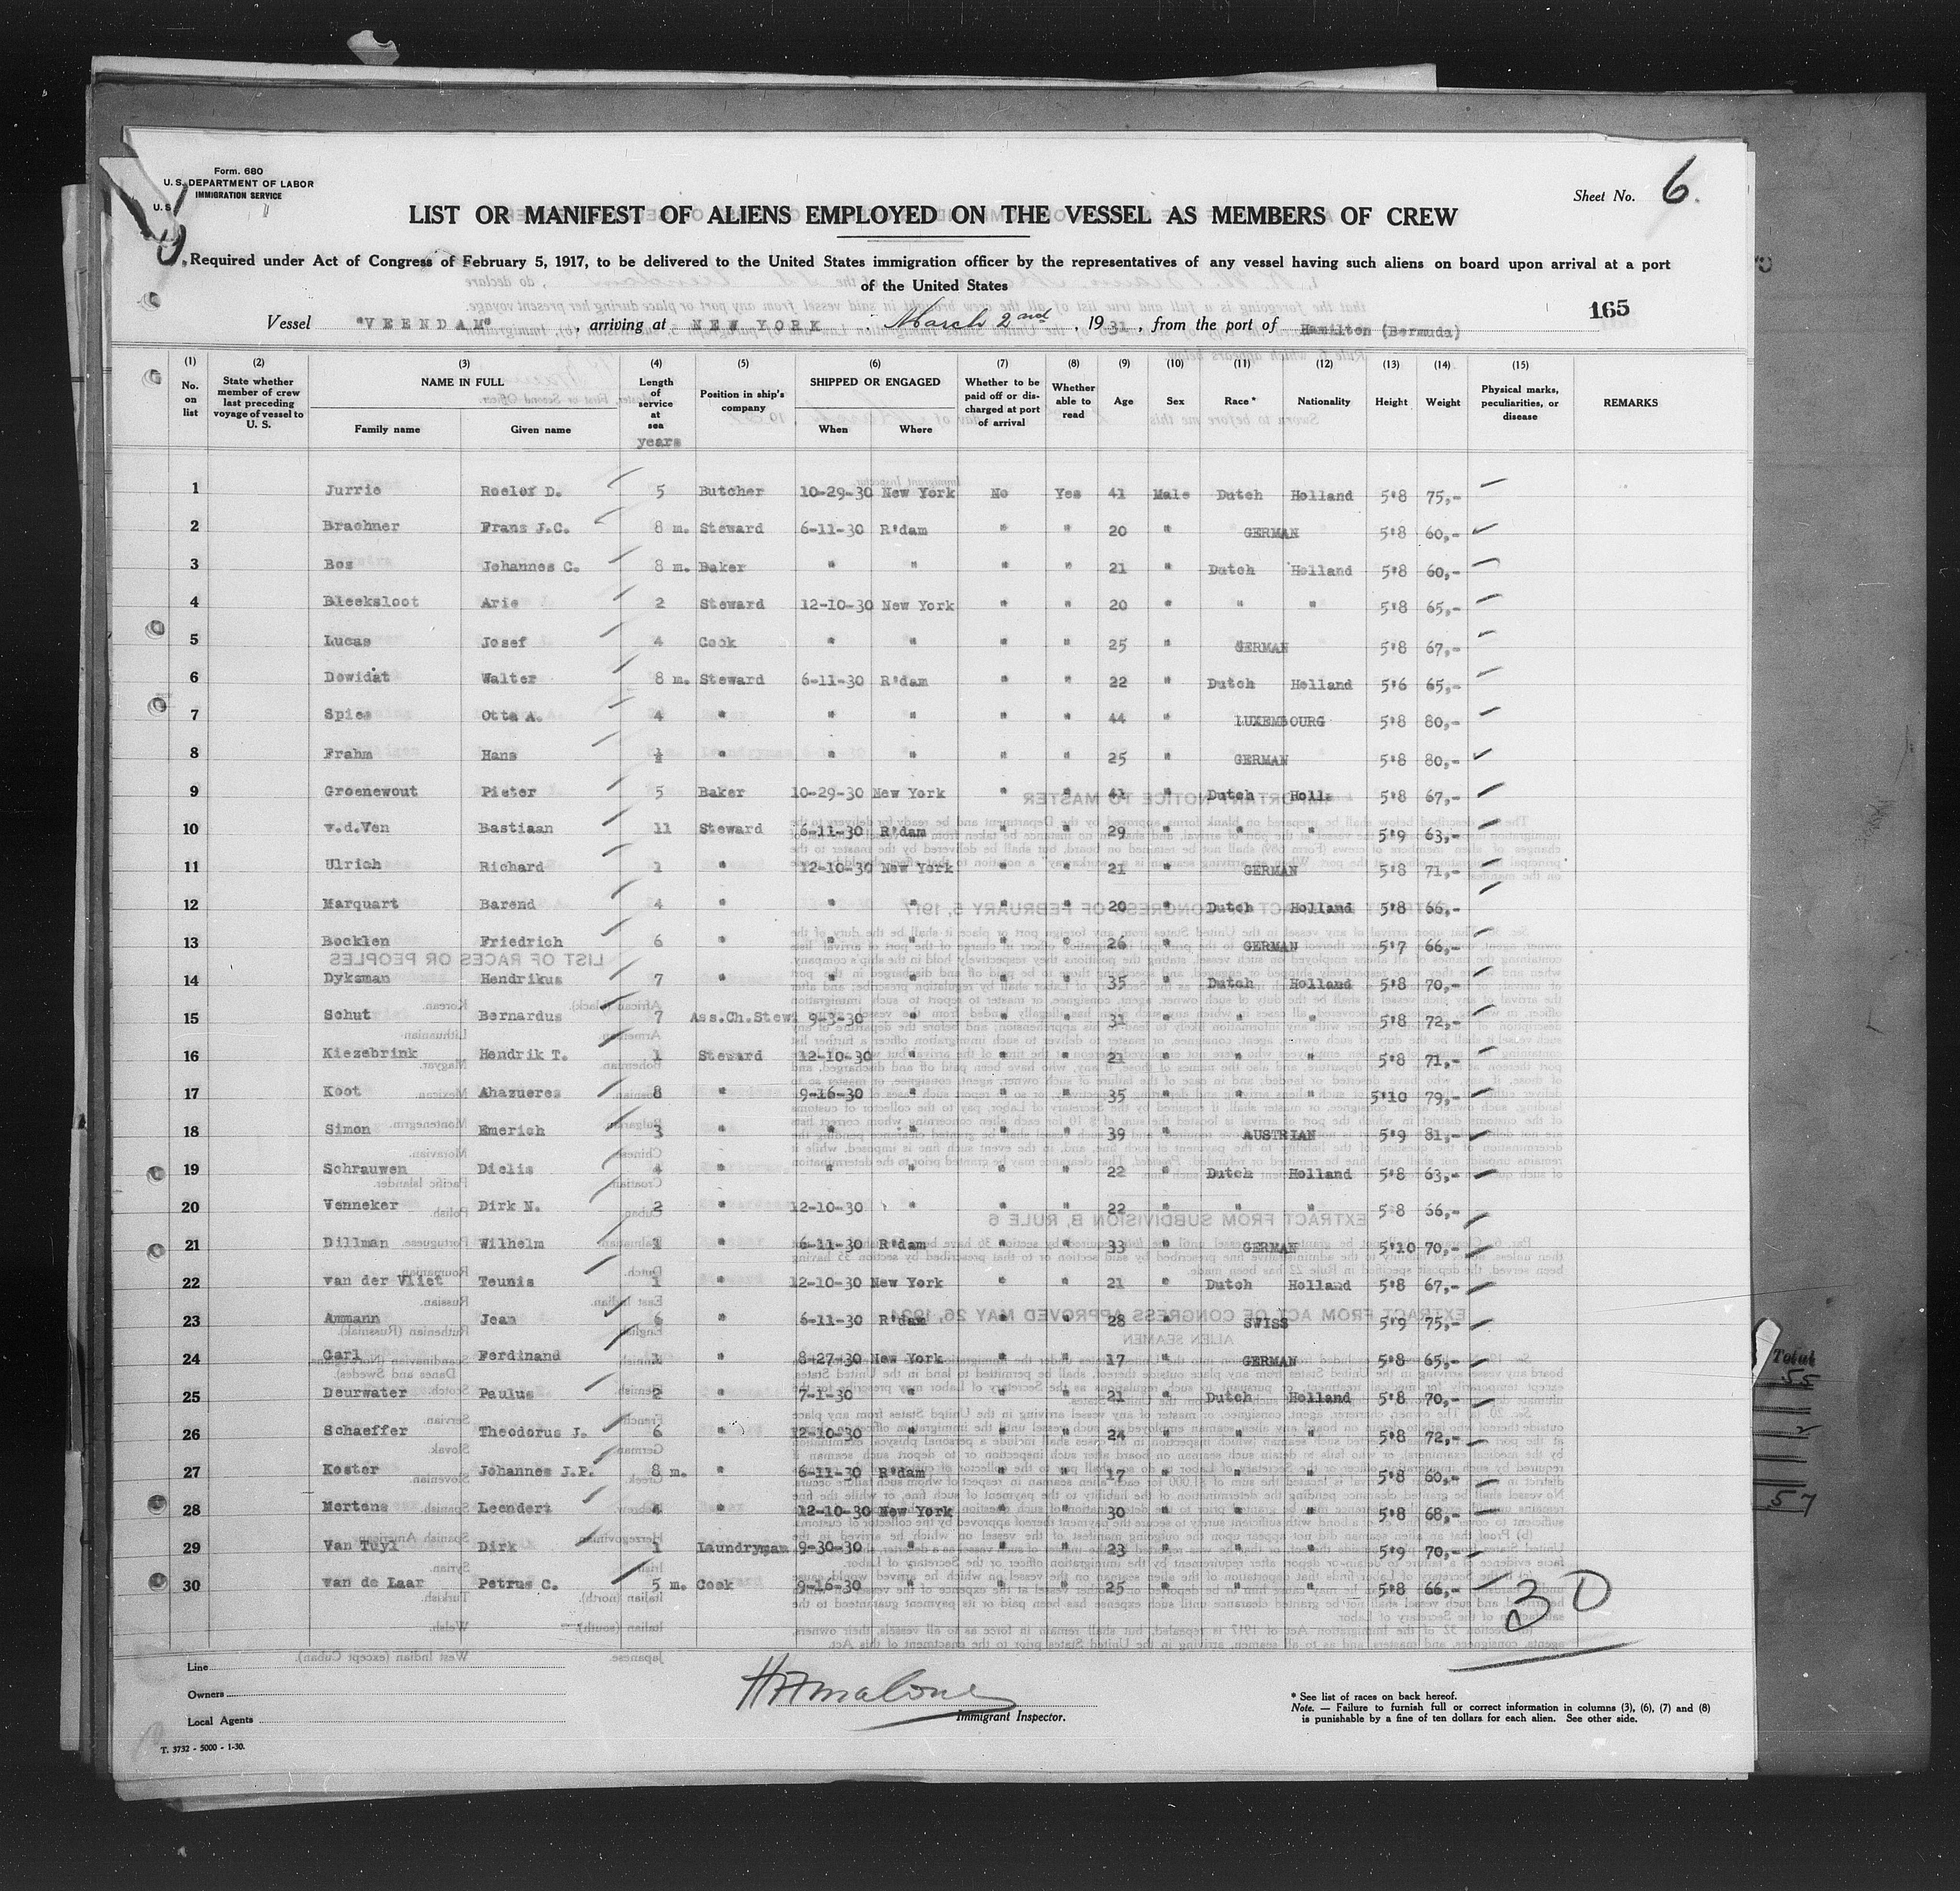 Form. 680
U. S. DEPARTMENT OF LABOR
IMMIGRATION SERVICE
U. S
Sheet No. 6.
LIST OR MANIFEST OF ALIENS EMPLOYED ON THE VESSEL AS MEMBERS OF CREW
Required under Act of Congress of February 5, 1917, to be delivered to the United States immigration officer by the representatives of any vessel having such aliens on board upon arrival at a port
of the United States
165
Vessel "VEENDAM", arriving at NEW YORK, March 2nd, 1931, from the port of Hamilton (Bermuda)
(1) (2) (3) (4) (5) (6) (7) (8) (9) (10) (11) (12) (13) (14) (15)
No. on list | State whether member of crew last preceding voyage of vessel to U. S. | NAME IN FULL Family name Given name | Length of service at sea years | Position in ship's company | SHIPPED OR ENGAGED When Where | Whether to be paid off or discharged at port of arrival | Whether able to read | Age | Sex | Race* | Nationality | Height | Weight | Physical marks, peculiarities, or disease | REMARKS
1 Jurrie Roelof D. 5 Butcher 10-29-30 New York No Yes 41 Male Dutch Holland 5'8 75,-
2 Brachner Frans J.C. 8 m. Steward 6-11-30 R'dam " " 20 " GERMAN 5'8 60,-
3 Bos Johannes C. 8 m. Baker " " " " 21 " Dutch Holland 5'8 60,-
4 Bleeksloot Arie 2 Steward 12-10-30 New York " " 20 " " " 5'8 65,-
5 Lucas Josef 4 Cook " " " " 25 " GERMAN 5'8 67,-
6 Dewidat Walter 8 m. Steward 6-11-30 R'dam " " 22 " Dutch Holland 5'6 65,-
7 Spies Otto A. 4 " " " " " 44 " LUXEMBOURG 5'8 80,-
8 Frahm Hans ½ " " " " " 25 " GERMAN 5'8 80,-
9 Groenewout Pieter 5 Baker 10-29-30 New York " " 41 " Dutch Holl. 5'8 67,-
10 v.d.Ven Bastiaan 11 Steward 6-11-30 R'dam " " 29 " " " 5'9 63,-
11 Ulrich Richard 1 " 12-10-30 New York " " 21 " GERMAN 5'8 71,-
12 Marquart Barend 4 " " " " " 20 " Dutch Holland 5'8 66,-
13 Bocklen Friedrich 6 " " " " " 26 " GERMAN 5'7 66,-
14 Dyksman Hendrikus 7 " " " " " 35 " Dutch Holland 5'8 70,-
15 Schut Bernardus 7 Ass.Ch.Stew. 9-3-30 " " " 31 " " " 5'8 72,-
16 Kiezebrink Hendrik T. 1 Steward 12-10-30 " " " 21 " " " 5'8 71,-
17 Koot Ahazueres 8 " 9-16-30 " " " 35 " " " 5'10 79,-
18 Simon Emerich 3 " " " " " 39 " AUSTRIAN 5'9 81,-
19 Schrauwen Dielis 4 " " " " " 22 " Dutch Holland 5'8 63,-
20 Venneker Dirk N. 2 " 12-10-30 " " " 22 " " " 5'8 66,-
21 Dillman Wilhelm 1 " 6-11-30 R'dam " " 33 " GERMAN 5'10 70,-
22 van der Vliet Teunis 1 " 12-10-30 New York " " 21 " Dutch Holland 5'8 67,-
23 Ammann Jean 6 " 6-11-30 R'dam " " 28 " SWISS 5'9 75,-
24 Carl Ferdinand 1 " 8-27-30 New York " " 17 " GERMAN 5'8 65,-
25 Deurwater Paulus 2 " 7-1-30 " " " 21 " Dutch Holland 5'8 70,-
26 Schaeffer Theodorus J. 6 " 12-10-30 " " " 24 " " " 5'8 72,-
27 Koster Johannes J.P. 8 m. " 6-11-30 R'dam " " 17 " " " 5'8 60,-
28 Mertens Leendert 4 " 12-10-30 New York " " 30 " " " 5'8 68,-
29 Van Tuyl Dirk 1 Laundryman 9-30-30 " " " 23 " " " 5'9 70,-
30 van de Laar Petrus C. 5 m. Cook 9-16-30 " " " 25 " " " 5'8 66,-
30
Total
55
2
57
Line
Owners
Local Agents
Immigrant Inspector.
* See list of races on back hereof.
Note. — Failure to furnish full or correct information in columns (3), (6), (7) and (8)
is punishable by a fine of ten dollars for each alien. See other side.
T. 3732 - 5000 - 1-30.